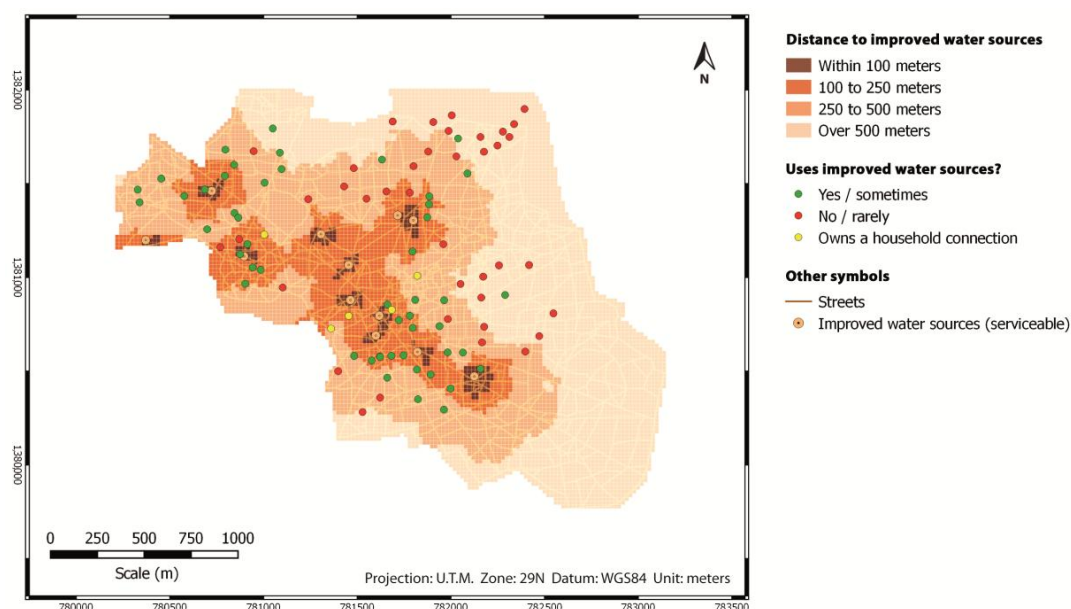 1382000
1381000
1380000
N
0 250 500 750 1000
Scale (m)
Projection: U.T.M. Zone: 29N Datum: WGS84 Unit: meters
780000 780500 781000 781500 782000 782500 783000 783500
Distance to improved water sources
Within 100 meters
100 to 250 meters
250 to 500 meters
Over 500 meters
Uses improved water sources?
Yes / sometimes
No / rarely
Owns a household connection
Other symbols
Streets
Improved water sources (serviceable)